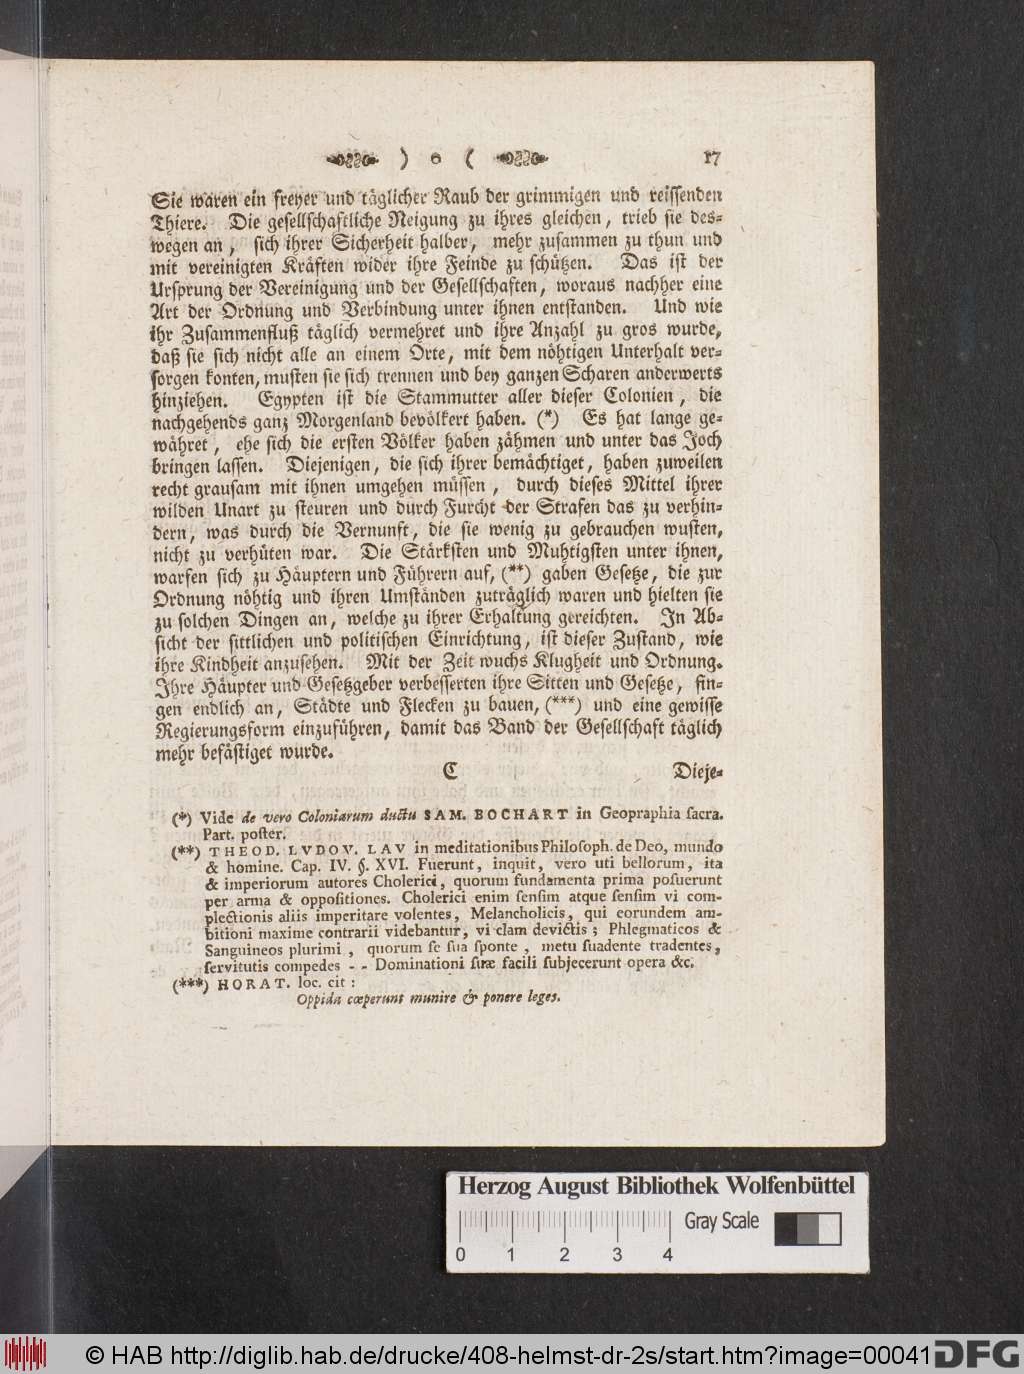 ) o ( 17
Sie waren ein freyer und täglicher Raub der grimmigen und reissenden
Thiere. Die gesellschaftliche Neigung zu ihres gleichen, trieb sie des-
wegen an, sich ihrer Sicherheit halber, mehr zusammen zu thun und
mit vereinigten Kräften wider ihre Feinde zu schützen. Das ist der
Ursprung der Vereinigung und der Gesellschaften, woraus nachher eine
Art der Ordnung und Verbindung unter ihnen entstanden. Und wie
ihr Zusammenfluß täglich vermehret und ihre Anzahl zu gros wurde,
daß sie sich nicht alle an einem Orte, mit dem nöhtigen Unterhalt ver-
sorgen konten, musten sie sich trennen und bey ganzen Scharen anderwerts
hinziehen. Egypten ist die Stammutter aller dieser Colonien, die
nachgehends ganz Morgenland bevölkert haben. (*) Es hat lange ge-
währet, ehe sich die ersten Völker haben zähmen und unter das Joch
bringen lassen. Diejenigen, die sich ihrer bemächtiget, haben zuweilen
recht grausam mit ihnen umgehen müssen, durch dieses Mittel ihrer
wilden Unart zu steuren und durch Furcht der Strafen das zu verhin-
dern, was durch die Vernunft, die sie wenig zu gebrauchen wusten,
nicht zu verhüten war. Die Stärksten und Muhtigsten unter ihnen,
warfen sich zu Häuptern und Führern auf, (**) gaben Gesetze, die zur
Ordnung nöhtig und ihren Umständen zuträglich waren und hielten sie
zu solchen Dingen an, welche zu ihrer Erhaltung gereichten. In Ab-
sicht der sittlichen und politischen Einrichtung, ist dieser Zustand, wie
ihre Kindheit anzusehen. Mit der Zeit wuchs Klugheit und Ordnung.
Ihre Häupter und Gesetzgeber verbesserten ihre Sitten und Gesetze, fin-
gen endlich an, Städte und Flecken zu bauen, (***) und eine gewisse
Regierungsform einzuführen, damit das Band der Gesellschaft täglich
mehr befästiget wurde.
C Dieje-
(*) Vide de vero Coloniarum ductu SAM. BOCHART in Geopraphia sacra.
Part. poster.
(**) THEOD. LVDOV. LAV in meditationibus Philosoph. de Deo, mundo
& homine. Cap. IV. §. XVI. Fuerunt, inquit, vero uti bellorum, ita
& imperiorum autores Cholerici, quorum fundamenta prima posuerunt
per arma & oppositiones. Cholerici enim sensim atque sensim vi com-
plectionis aliis imperitare volentes, Melancholicis, qui eorundem am-
bitioni maxime contrarii videbantur, vi clam devictis; Phlegmaticos &
Sanguineos plurimi, quorum se sua sponte, metu suadente tradentes,
servitutis compedes - - Dominationi suæ facili subjecerunt opera &c.
(***) HORAT. loc. cit:
Oppida cœperunt munire & ponere leges.
Herzog August Bibliothek Wolfenbüttel
Gray Scale
0 1 2 3 4
© HAB http://diglib.hab.de/drucke/408-helmst-dr-2s/start.htm?image=00041
DFG